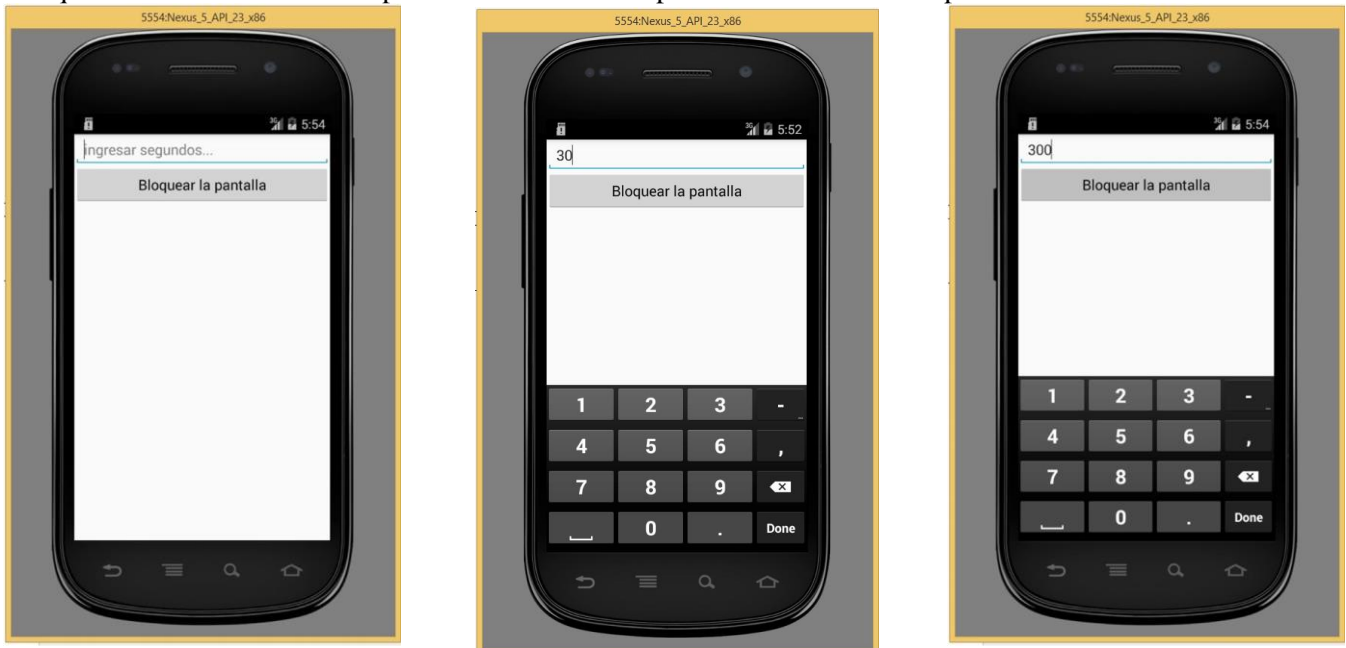 5554:Nexus_5_API_23_x86
5:54
ingresar segundos...
Bloquear la pantalla
5554:Nexus_5_API_23_x86
3G 5:52
30
Bloquear la pantalla
1 2 3 -
4 5 6 ,
7 8 9
0 . Done
5554:Nexus_5_API_23_x86
3G 5:54
300
Bloquear la pantalla
1 2 3 -
4 5 6 ,
7 8 9
0 . Done